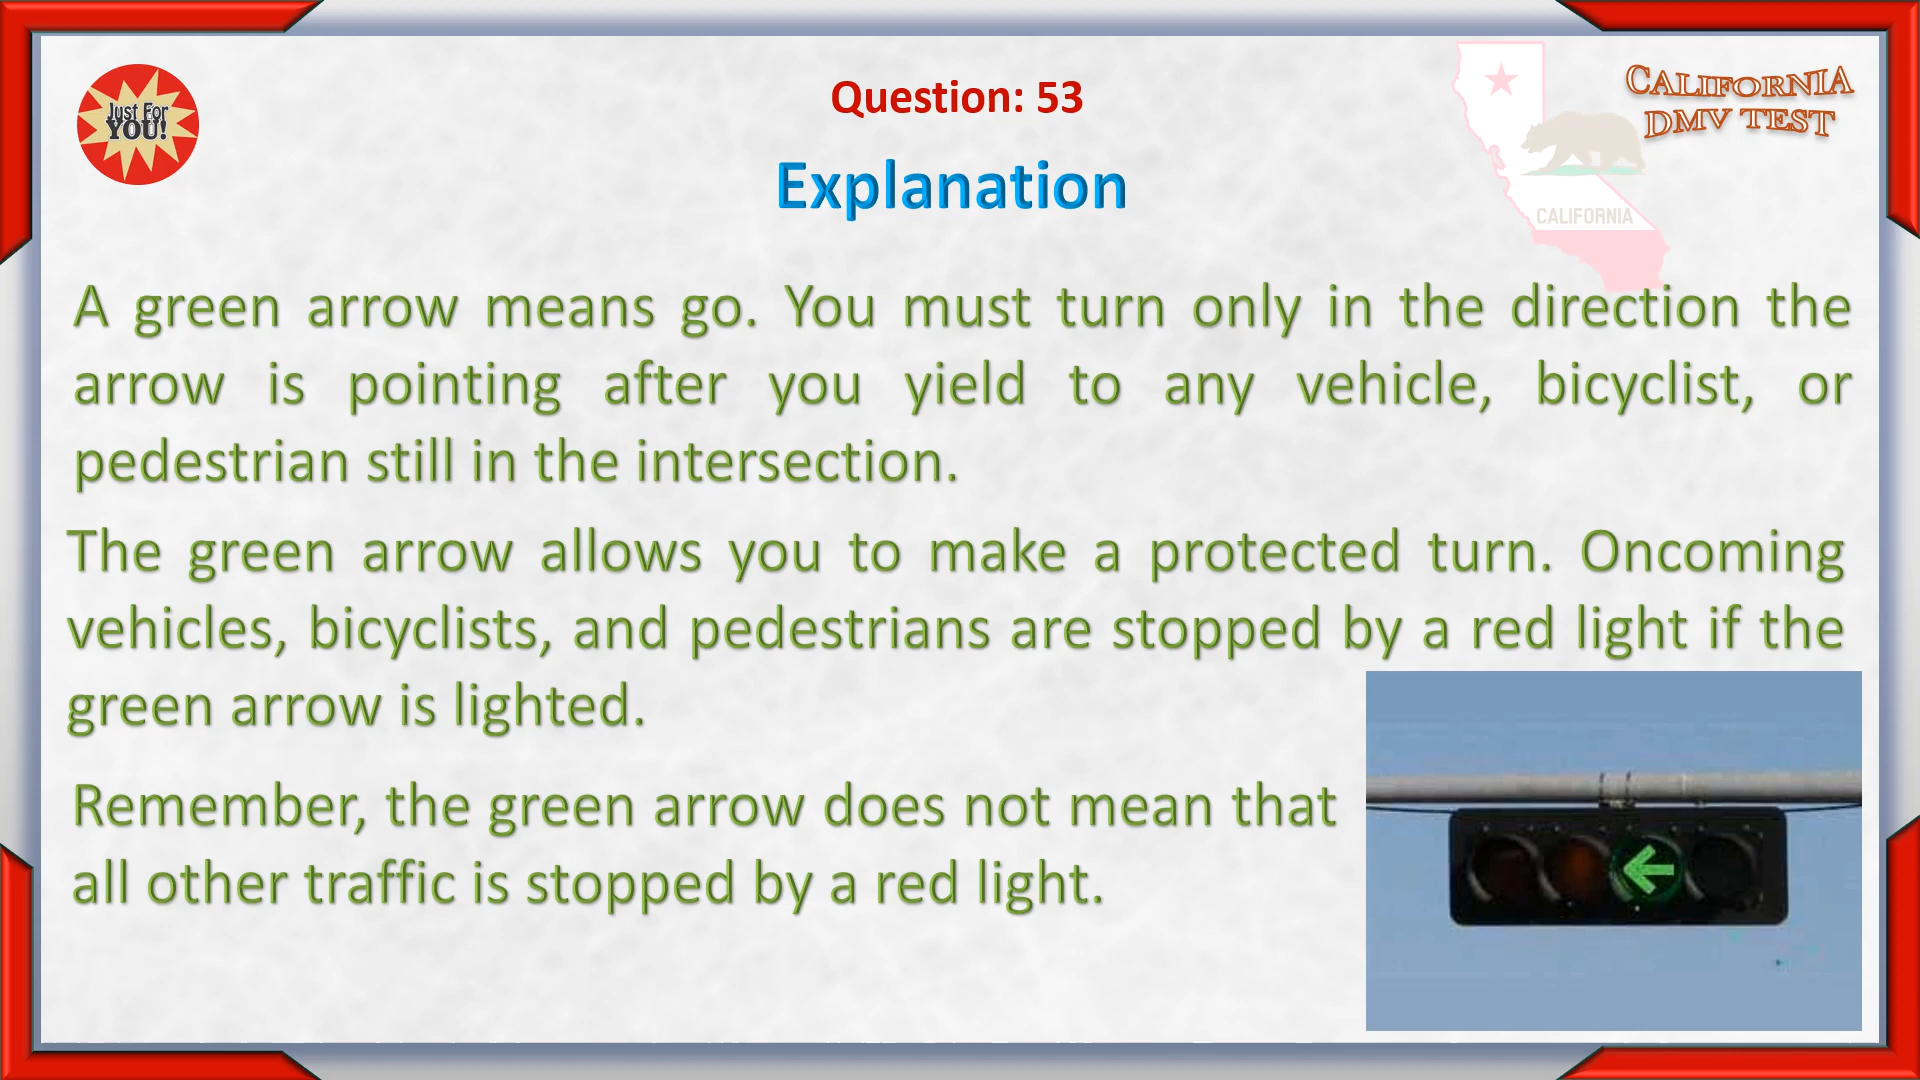 Just For
YOU!
Question: 53
CALIFORNIA
DMV TEST
Explanation
CALIFORNIA
A green arrow means go. You must turn only in the direction the
arrow is pointing after you yield to any vehicle, bicyclist, or
pedestrian still in the intersection.
The green arrow allows you to make a protected turn. Oncoming
vehicles, bicyclists, and pedestrians are stopped by a red light if the
green arrow is lighted.
Remember, the green arrow does not mean that
all other traffic is stopped by a red light.